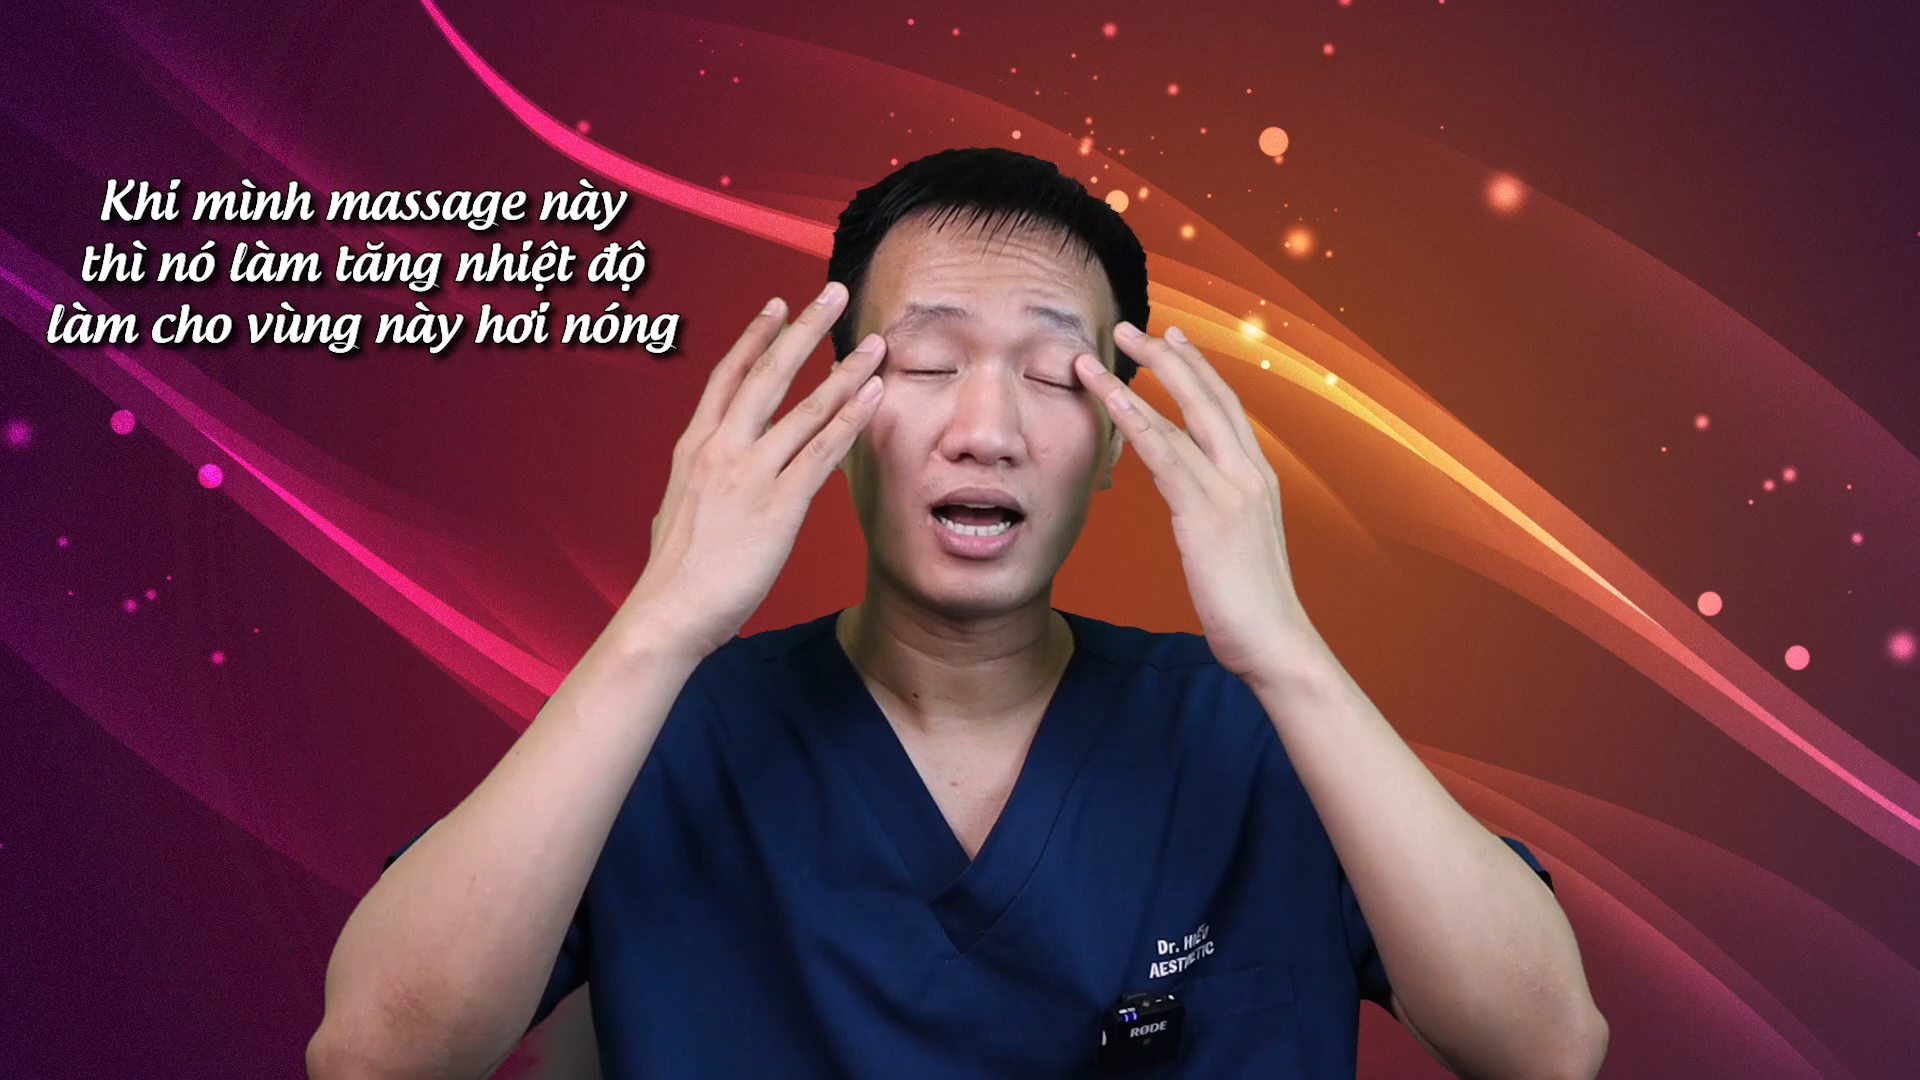 Khi mình massage này
thì nó làm tăng nhiệt độ
làm cho vùng này hơi nóng
Dr. HIẾU
AESTHETIC
RØDE